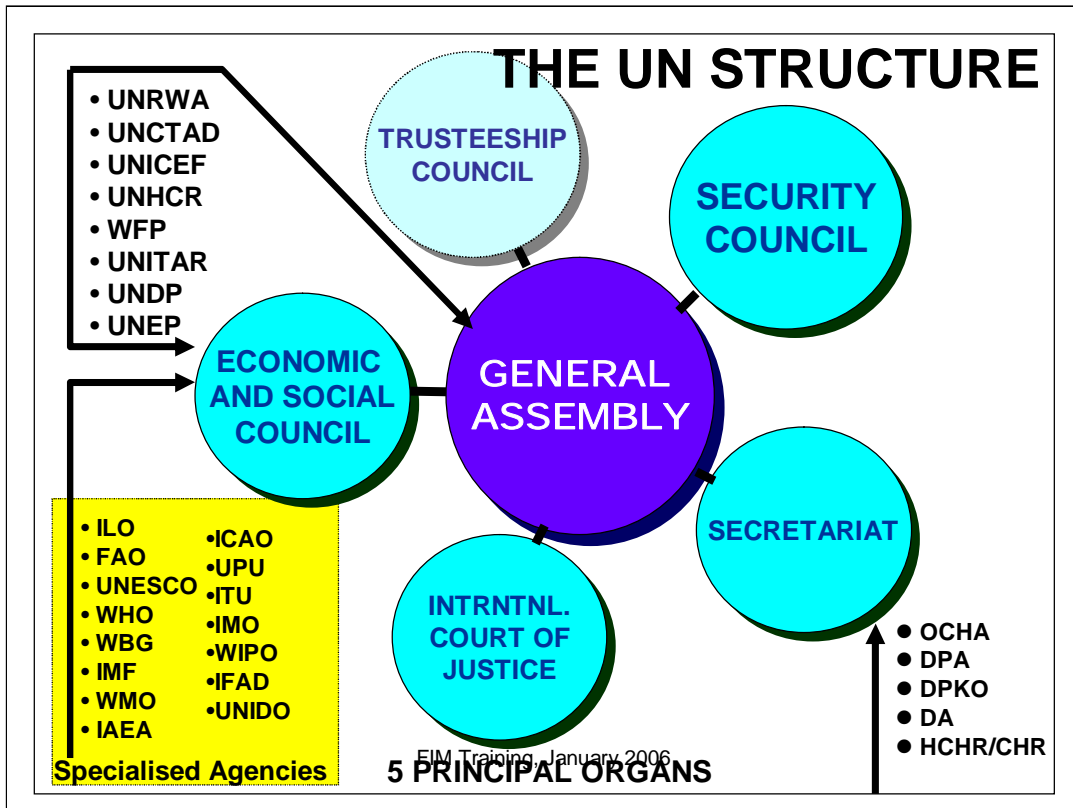 THE UN STRUCTURE
• UNRWA
• UNCTAD
• UNICEF
• UNHCR
• WFP
• UNITAR
• UNDP
• UNEP
TRUSTEESHIP
COUNCIL
SECURITY
COUNCIL
ECONOMIC
AND SOCIAL
COUNCIL
GENERAL
ASSEMBLY
SECRETARIAT
INTRNTNL.
COURT OF
JUSTICE
• ILO
• FAO
• UNESCO
• WHO
• WBG
• IMF
• WMO
• IAEA
•ICAO
•UPU
•ITU
•IMO
•WIPO
•IFAD
•UNIDO
Specialised Agencies
● OCHA
● DPA
● DPKO
● DA
● HCHR/CHR
FIM Training, January 2006
5 PRINCIPAL ORGANS